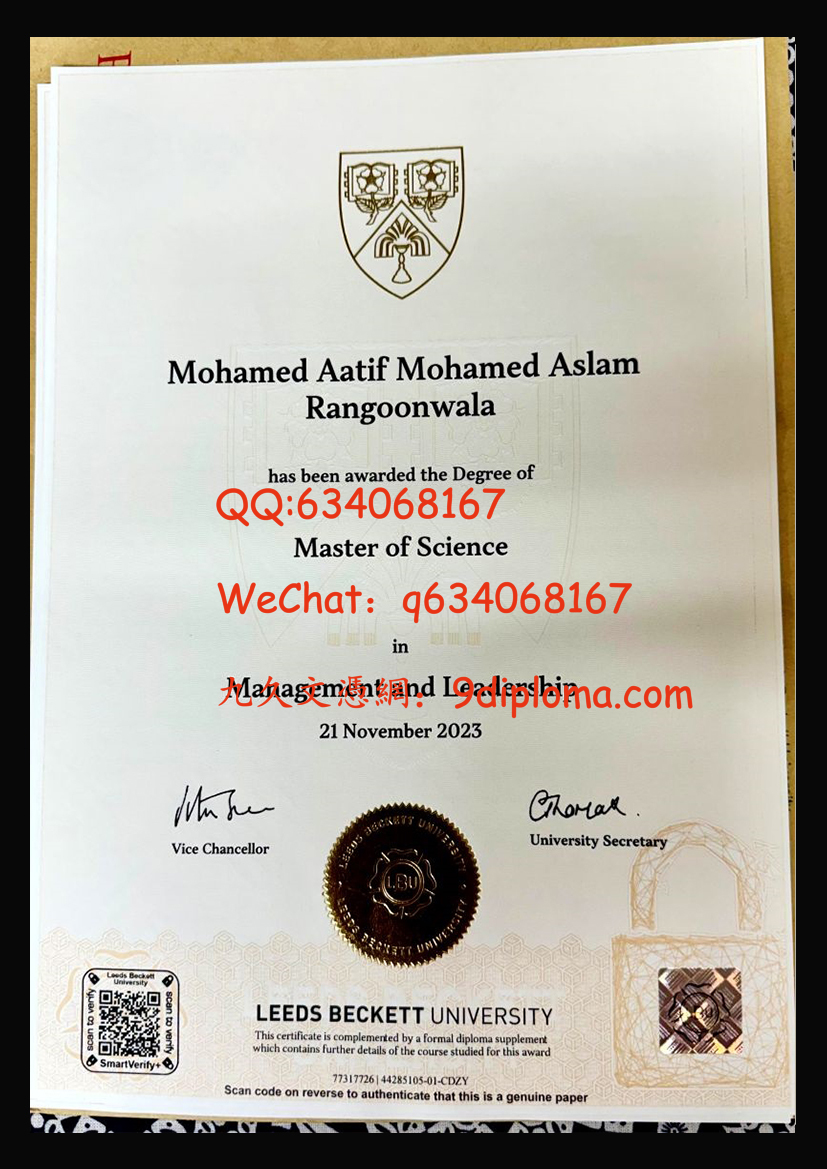 Mohamed Aatif Mohamed Aslam
Rangoonwala
has been awarded the Degree of
QQ:634068167
Master of Science
WeChat：q634068167
in
Management and Leadership
九久文憑網：9diploma.com
21 November 2023
Vice Chancellor
University Secretary
LEEDS BECKETT UNIVERSITY
LBU
LEEDS BECKETT UNIVERSITY
Leeds Beckett
University
scan to verify
scan to verify
SmartVerify+
LEEDS BECKETT UNIVERSITY
This certificate is complemented by a formal diploma supplement
which contains further details of the course studied for this award
77317726 | 44285105-01-CDZY
Scan code on reverse to authenticate that this is a genuine paper